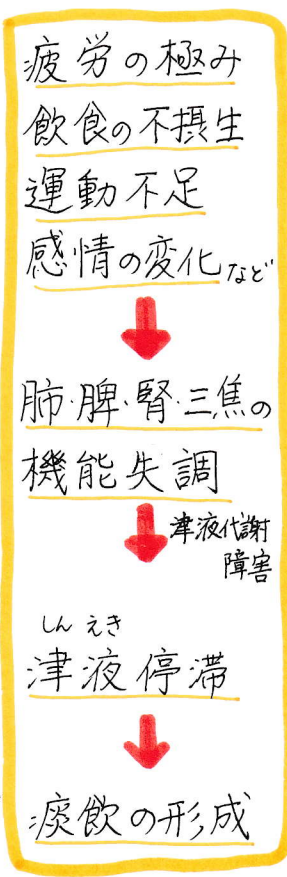 疲労の極み
飲食の不摂生
運動不足
感情の変化など
肺・脾・腎・三焦の
機能失調
津液代謝
障害
しんえき
津液停滞
痰飲の形成